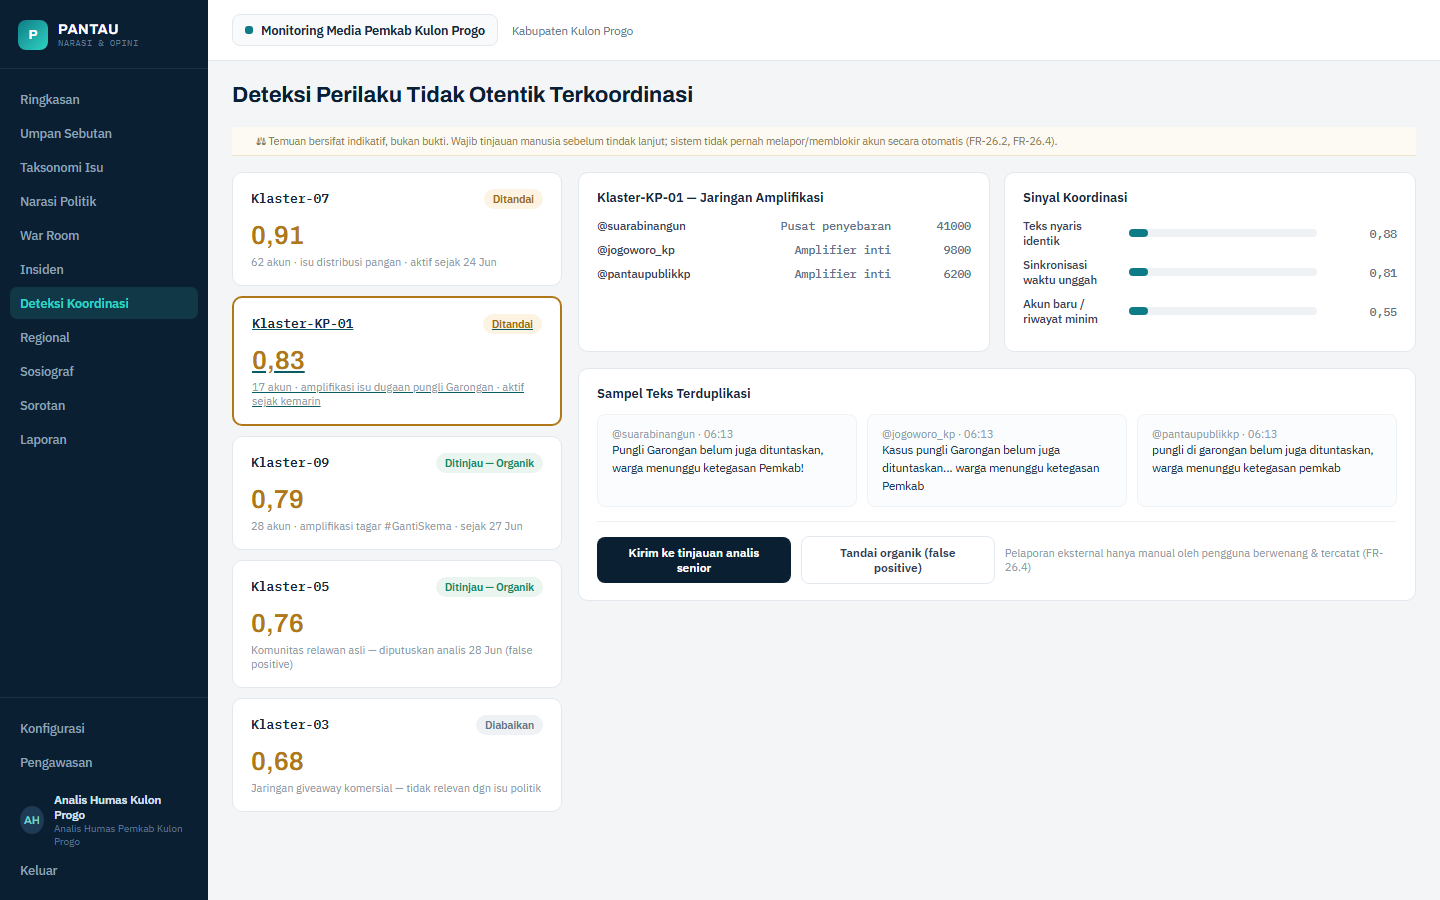 P
PANTAU
NARASI & OPINI
Ringkasan
Umpan Sebutan
Taksonomi Isu
Narasi Politik
War Room
Insiden
Deteksi Koordinasi
Regional
Sosiograf
Sorotan
Laporan
Konfigurasi
Pengawasan
AH
Analis Humas Kulon
Progo
Analis Humas Pemkab Kulon
Progo
Keluar
Monitoring Media Pemkab Kulon Progo
Kabupaten Kulon Progo
Deteksi Perilaku Tidak Otentik Terkoordinasi
⚖ Temuan bersifat indikatif, bukan bukti. Wajib tinjauan manusia sebelum tindak lanjut; sistem tidak pernah melapor/memblokir akun secara otomatis (FR-26.2, FR-26.4).
Klaster-07
Ditandai
0,91
62 akun · isu distribusi pangan · aktif sejak 24 Jun
Klaster-KP-01
Ditandai
0,83
17 akun · amplifikasi isu dugaan pungli Garongan · aktif
sejak kemarin
Klaster-09
Ditinjau — Organik
0,79
28 akun · amplifikasi tagar #GantiSkema · sejak 27 Jun
Klaster-05
Ditinjau — Organik
0,76
Komunitas relawan asli — diputuskan analis 28 Jun (false
positive)
Klaster-03
Diabaikan
0,68
Jaringan giveaway komersial — tidak relevan dgn isu politik
Klaster-KP-01 — Jaringan Amplifikasi
@suarabinangun Pusat penyebaran 41000
@jogoworo_kp Amplifier inti 9800
@pantaupublikkp Amplifier inti 6200
Sinyal Koordinasi
Teks nyaris
identik
0,88
Sinkronisasi
waktu unggah
0,81
Akun baru /
riwayat minim
0,55
Sampel Teks Terduplikasi
@suarabinangun · 06:13
Pungli Garongan belum juga dituntaskan,
warga menunggu ketegasan Pemkab!
@jogoworo_kp · 06:13
Kasus pungli Garongan belum juga
dituntaskan... warga menunggu ketegasan
Pemkab
@pantaupublikkp · 06:13
pungli di garongan belum juga dituntaskan,
warga menunggu ketegasan pemkab
Kirim ke tinjauan analis
senior
Tandai organik (false
positive)
Pelaporan eksternal hanya manual oleh pengguna berwenang & tercatat (FR-
26.4)